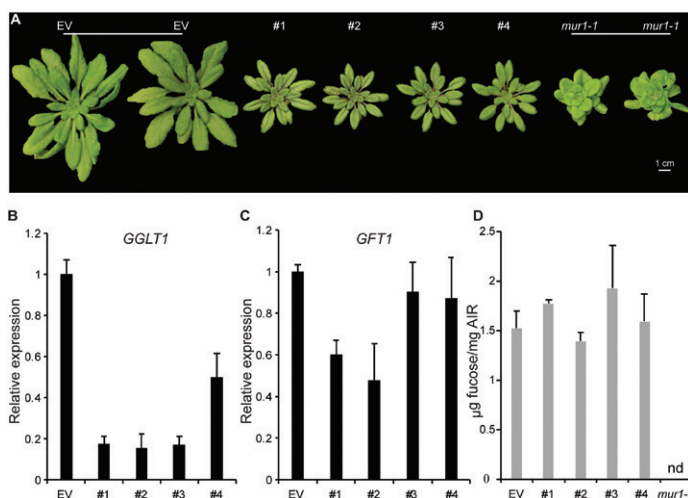 A
EV EV #1 #2 #3 #4 mur1-1 mur1-1
1 cm
B
GGLT1
Relative expression
1.2
1
0.8
0.6
0.4
0.2
0
EV #1 #2 #3 #4
C
GFT1
Relative expression
1.2
1
0.8
0.6
0.4
0.2
0
EV #1 #2 #3 #4
D
µg fucose/mg AIR
2.5
2
1.5
1
0.5
0
nd
EV #1 #2 #3 #4 mur1-